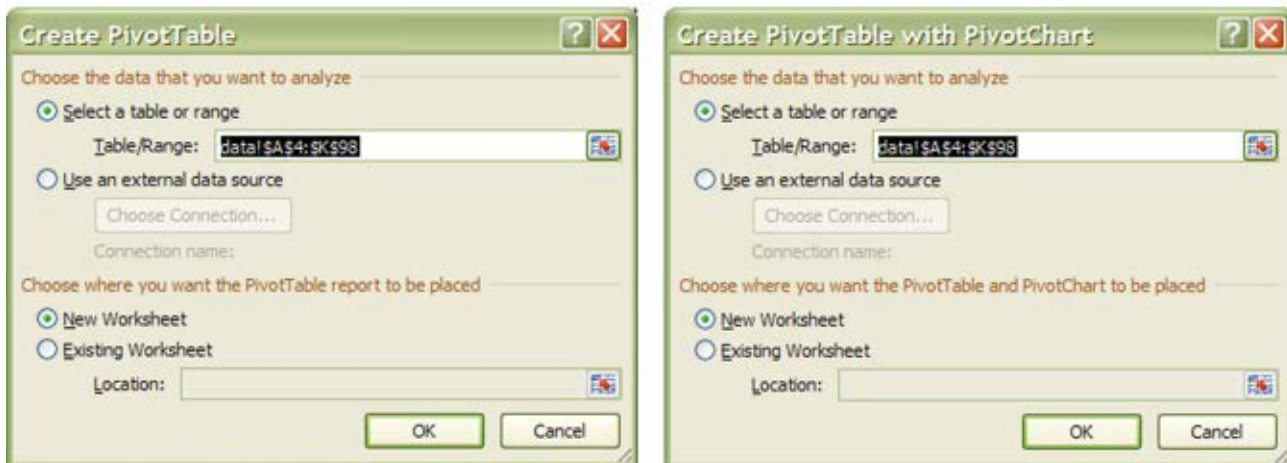 Create PivotTable
?
X
Choose the data that you want to analyze
Select a table or range
Table/Range: data!$A$4:$K$98
Use an external data source
Choose Connection...
Connection name:
Choose where you want the PivotTable report to be placed
New Worksheet
Existing Worksheet
Location:
OK Cancel
Create PivotTable with PivotChart
?
X
Choose the data that you want to analyze
Select a table or range
Table/Range: data!$A$4:$K$98
Use an external data source
Choose Connection...
Connection name:
Choose where you want the PivotTable and PivotChart to be placed
New Worksheet
Existing Worksheet
Location:
OK Cancel